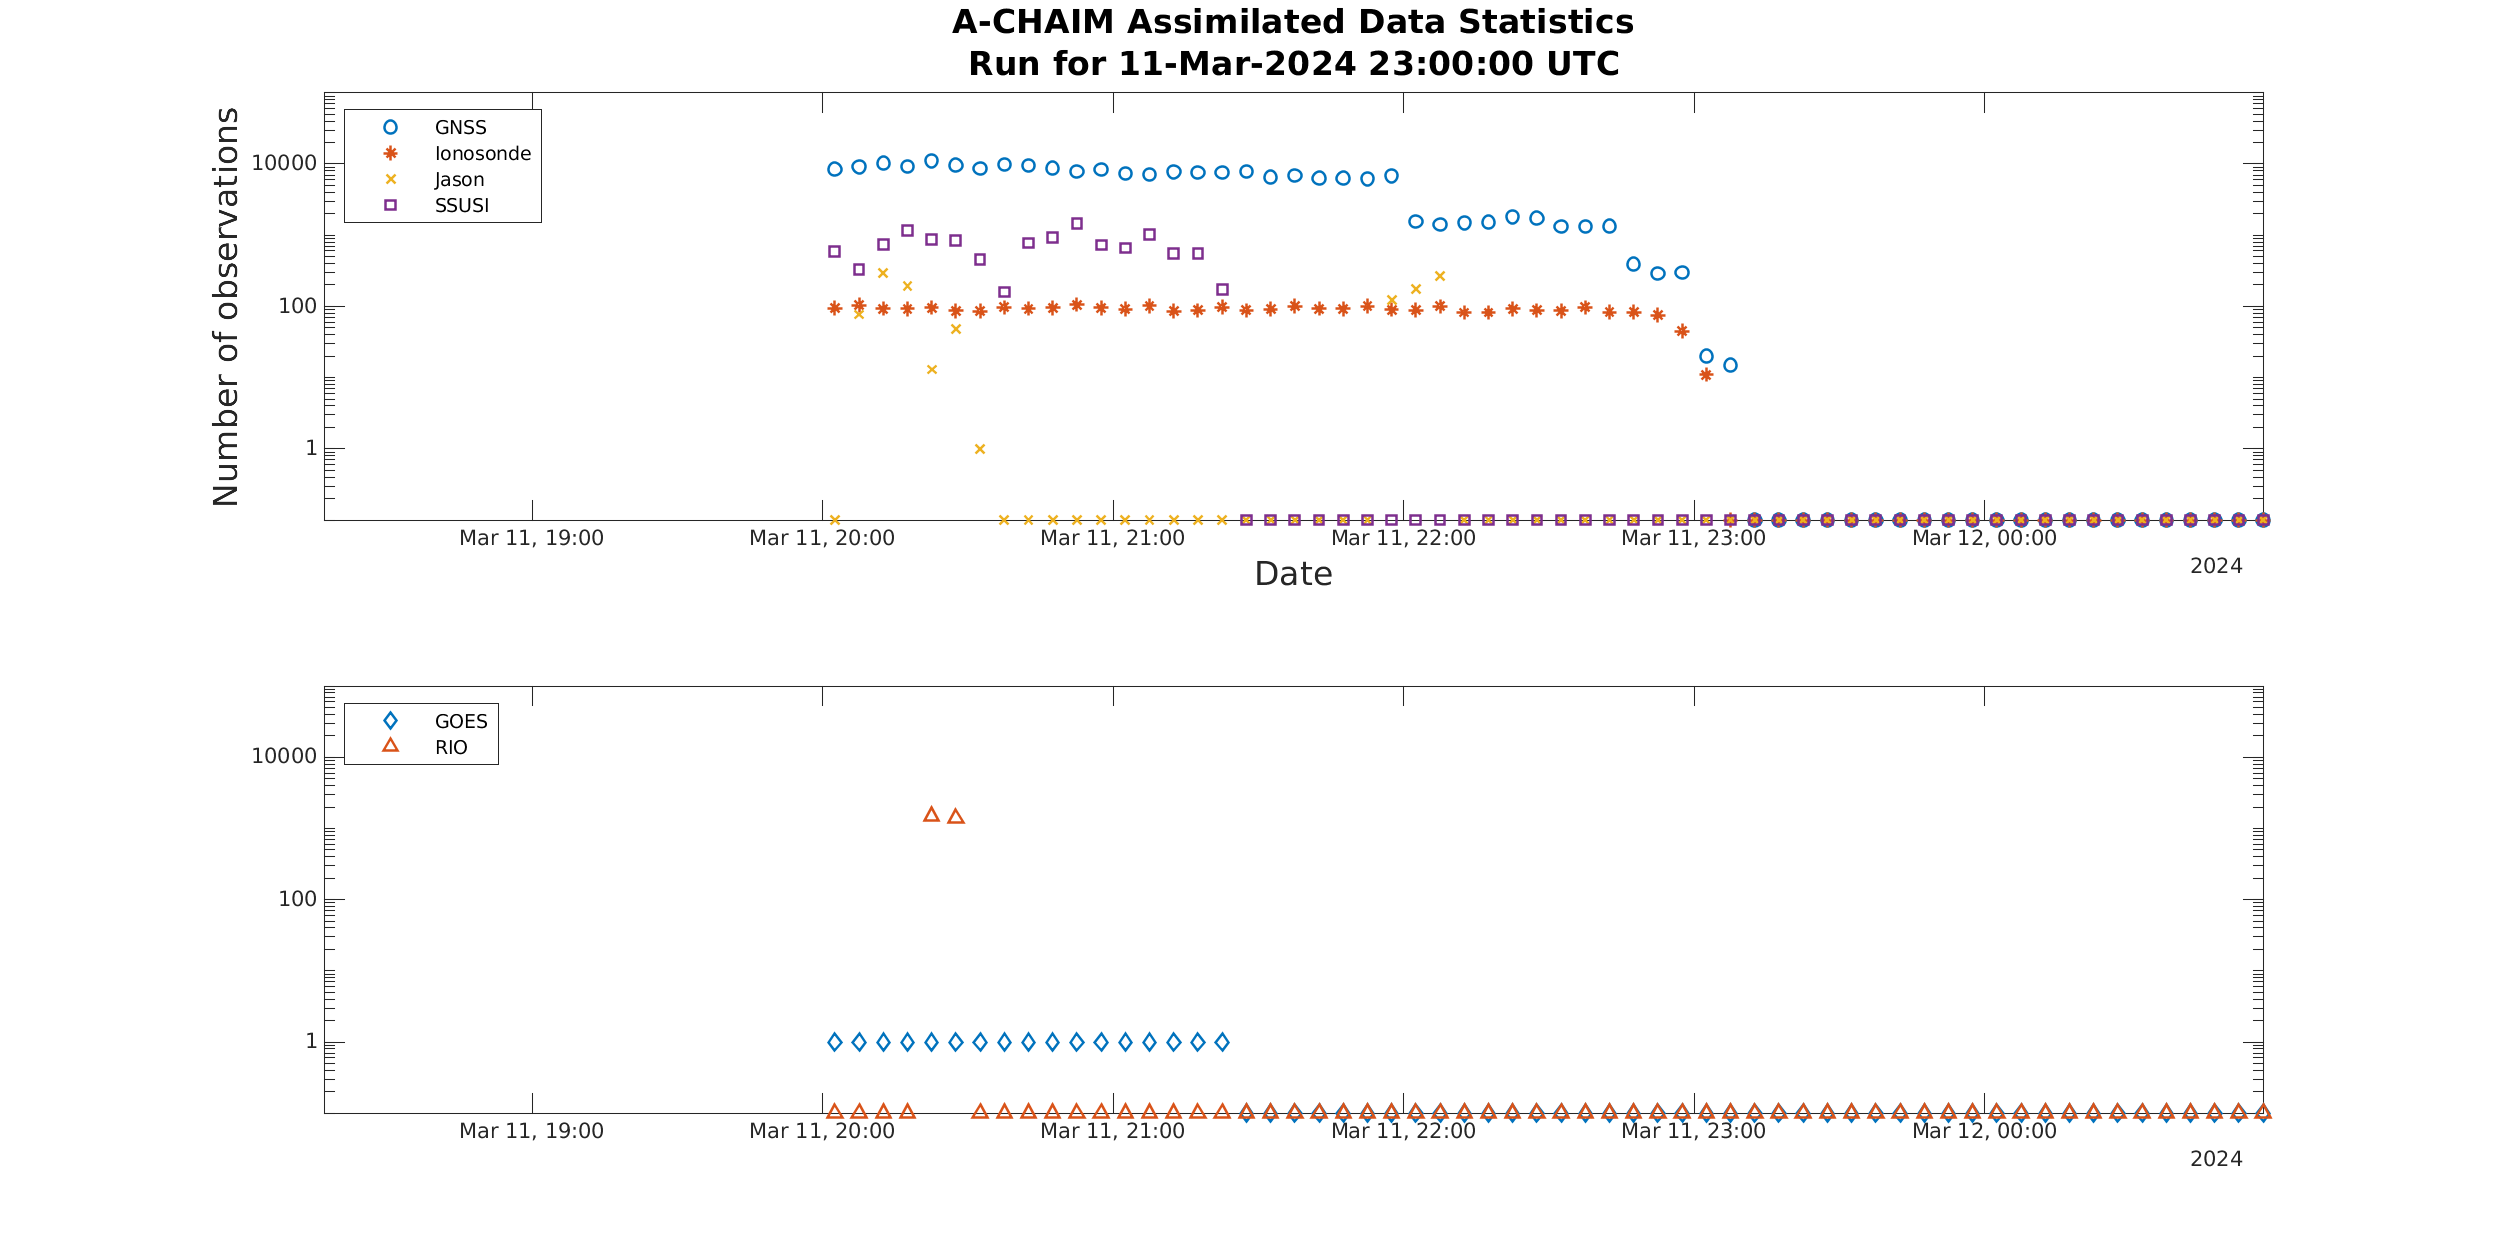 A-CHAIM Assimilated Data Statistics
Run for 11-Mar-2024 23:00:00 UTC
Number of observations
10000
100
1
GNSS
Ionosonde
Jason
SSUSI
Mar 11, 19:00
Mar 11, 20:00
Mar 11, 21:00
Mar 11, 22:00
Mar 11, 23:00
Mar 12, 00:00
2024
Date
10000
100
1
GOES
RIO
Mar 11, 19:00
Mar 11, 20:00
Mar 11, 21:00
Mar 11, 22:00
Mar 11, 23:00
Mar 12, 00:00
2024